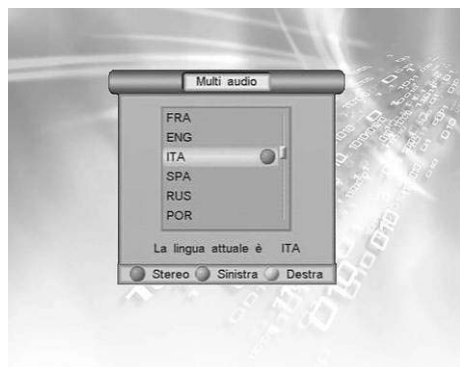 Multi audio
FRA
ENG
ITA
SPA
RUS
POR
La lingua attuale è ITA
Stereo Sinistra Destra